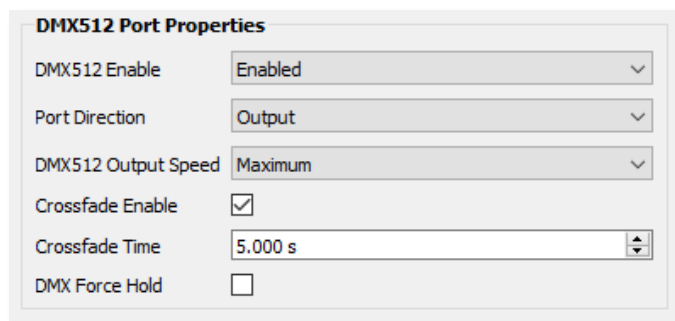 DMX512 Port Properties
DMX512 Enable Enabled
Port Direction Output
DMX512 Output Speed Maximum
Crossfade Enable
Crossfade Time 5.000 s
DMX Force Hold